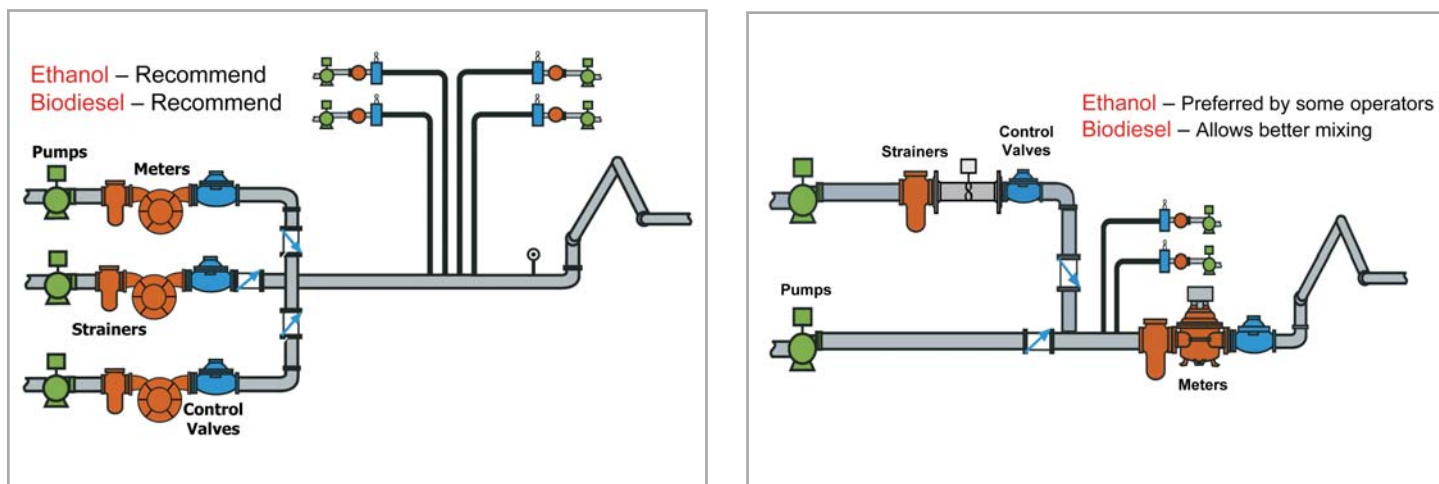 Ethanol – Recommend
Biodiesel – Recommend
Pumps
Meters
Strainers
Control
Valves
Ethanol – Preferred by some operators
Biodiesel – Allows better mixing
Control
Valves
Strainers
Pumps
Meters